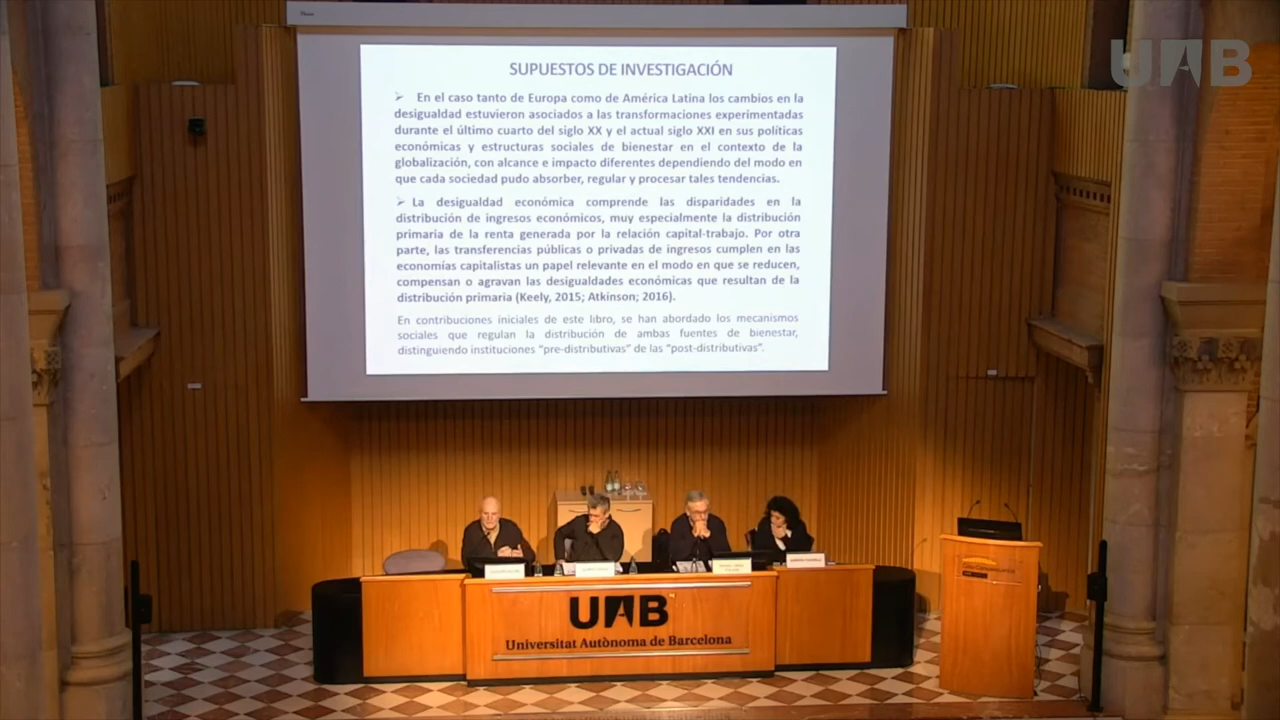 UAB
SUPUESTOS DE INVESTIGACIÓN
➢ En el caso tanto de Europa como de América Latina los cambios en la
desigualdad estuvieron asociados a las transformaciones experimentadas
durante el último cuarto del siglo XX y el actual siglo XXI en sus políticas
económicas y estructuras sociales de bienestar en el contexto de la
globalización, con alcance e impacto diferentes dependiendo del modo en
que cada sociedad pudo absorber, regular y procesar tales tendencias.
➢ La desigualdad económica comprende las disparidades en la
distribución de ingresos económicos, muy especialmente la distribución
primaria de la renta generada por la relación capital-trabajo. Por otra
parte, las transferencias públicas o privadas de ingresos cumplen en las
economías capitalistas un papel relevante en el modo en que se reducen,
compensan o agravan las desigualdades económicas que resultan de la
distribución primaria (Keely, 2015; Atkinson; 2016).
En contribuciones iniciales de este libro, se han abordado los mecanismos
sociales que regulan la distribución de ambas fuentes de bienestar,
distinguiendo instituciones “pre-distributivas” de las “post-distributivas”.
UAB
Universitat Autònoma de Barcelona